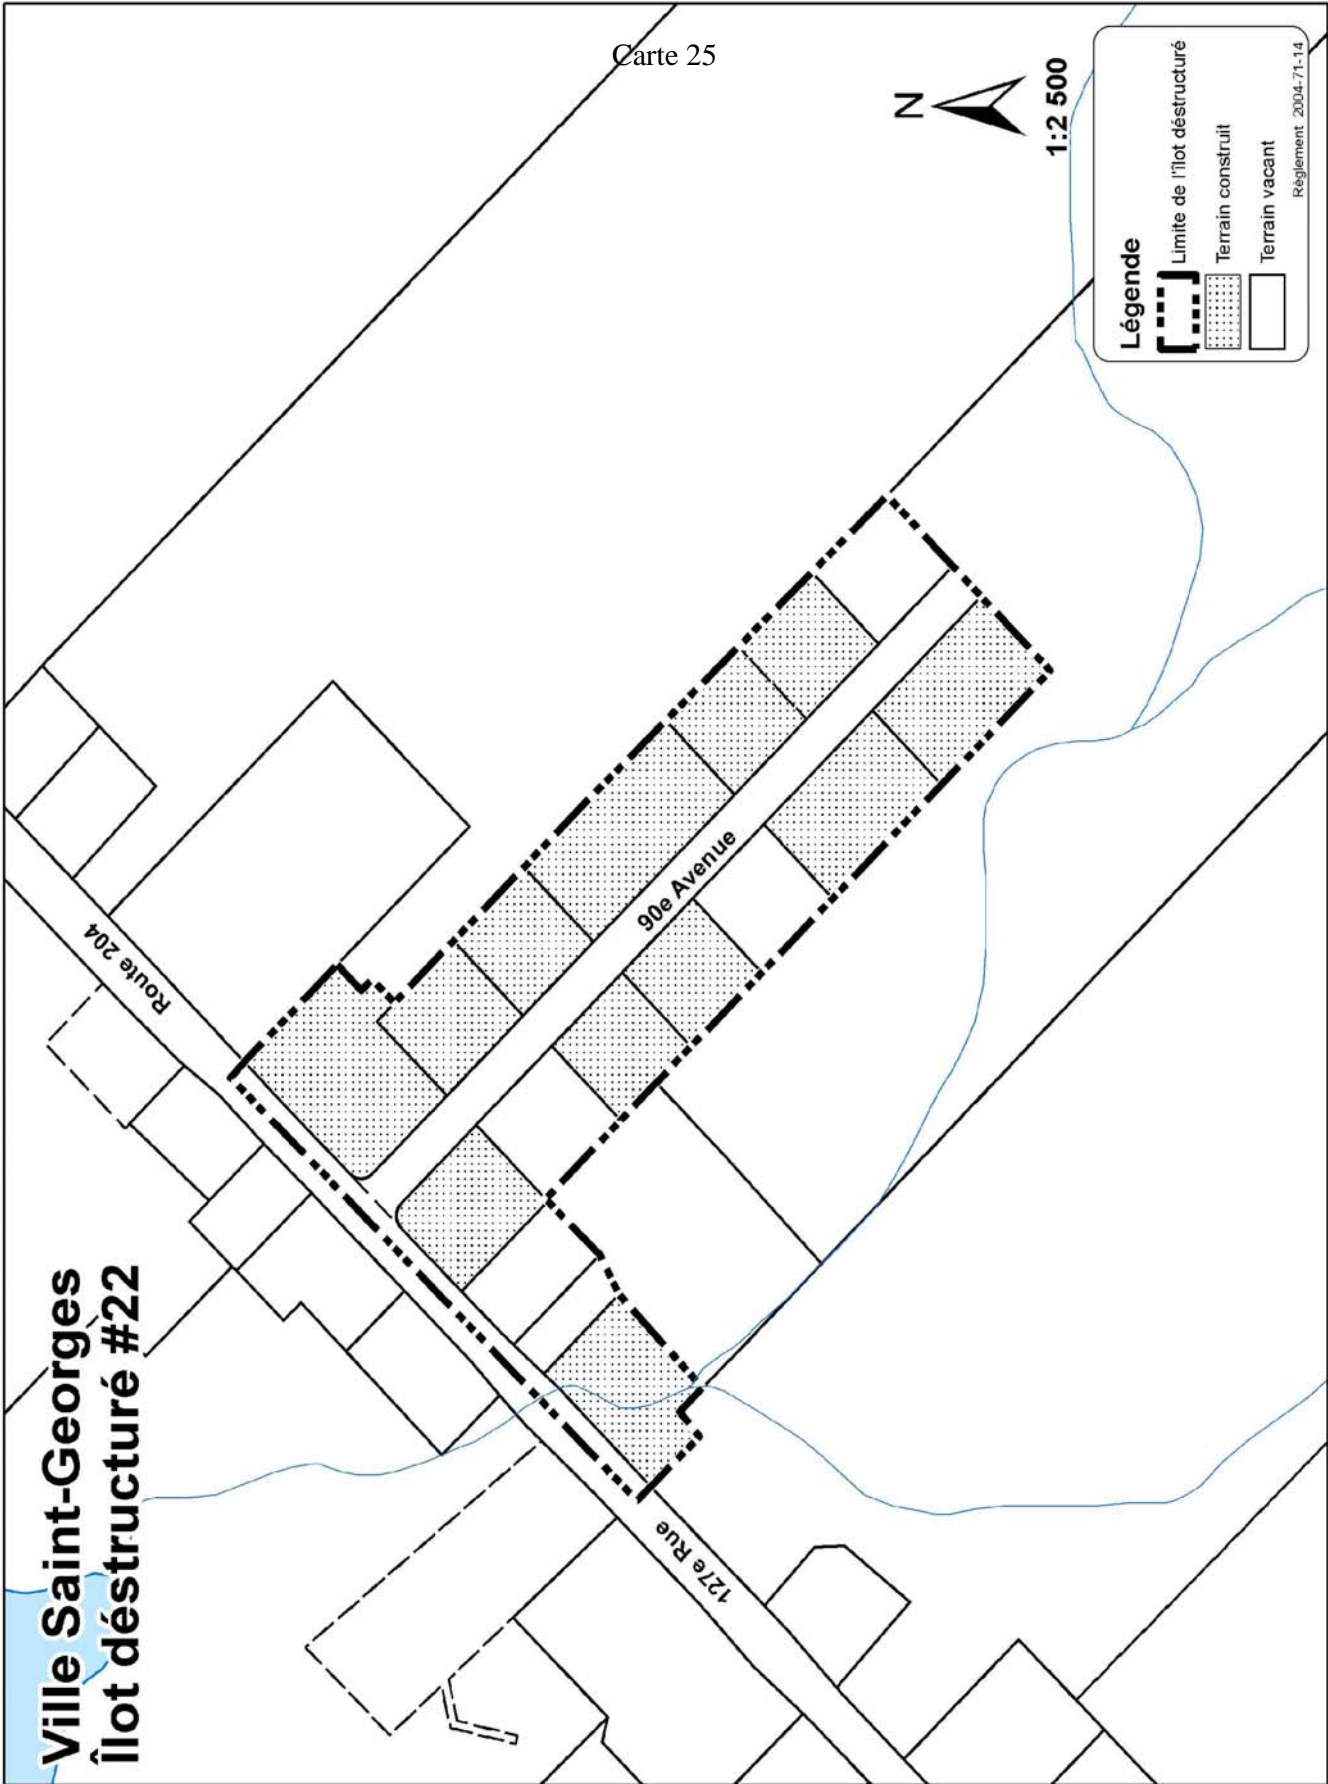 Carte 25
Ville Saint-Georges
Îlot déstructuré #22
Route 204
90e Avenue
127e Rue
N
1:2 500
Légende
Limite de l'îlot déstructuré
Terrain construit
Terrain vacant
Règlement 2004-71-14